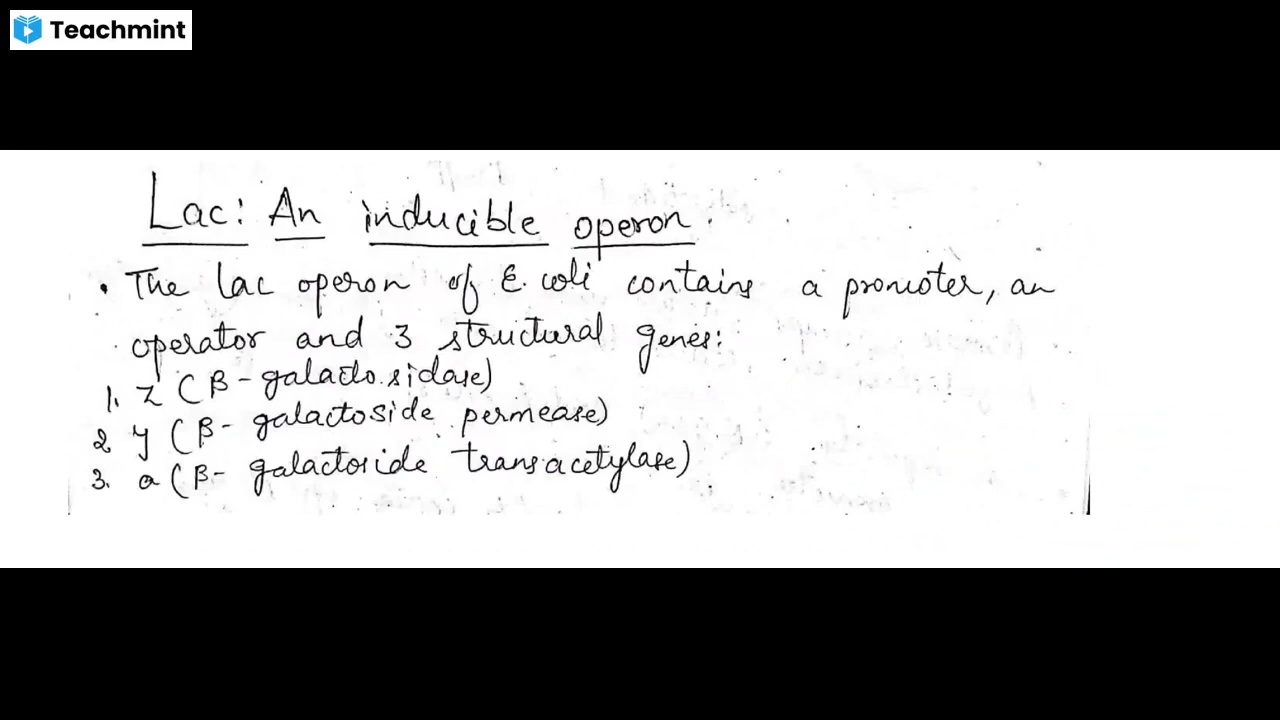 Teachmint
Lac: An inducible operon.
• The lac operon of E. coli contains a promoter, an
operator and 3 structural genes:
1. Z (β-galactosidase)
2 y (β-galactoside permease)
3. a (β-galactoside transacetylase)